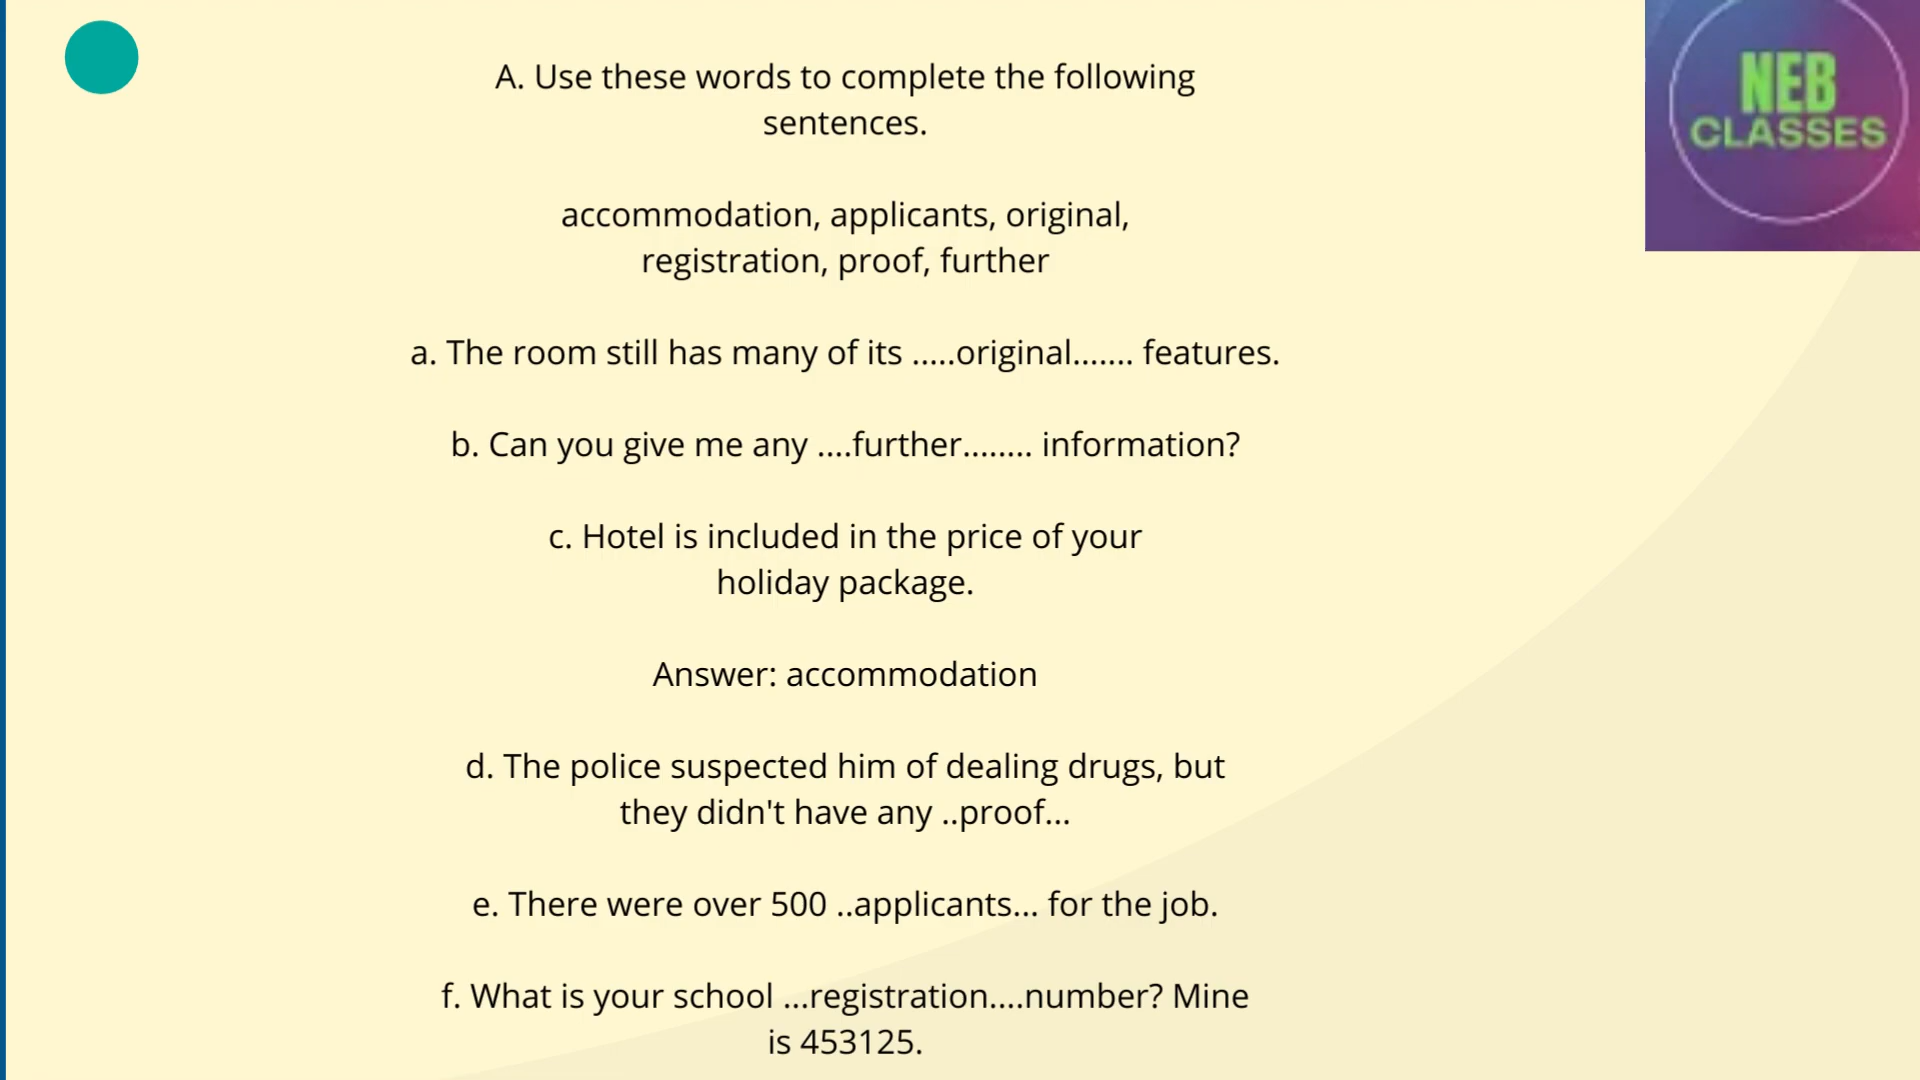 NEB
CLASSES
A. Use these words to complete the following
sentences.
accommodation, applicants, original,
registration, proof, further
a. The room still has many of its .....original....... features.
b. Can you give me any ....further........ information?
c. Hotel is included in the price of your
holiday package.
Answer: accommodation
d. The police suspected him of dealing drugs, but
they didn't have any ..proof...
e. There were over 500 ..applicants... for the job.
f. What is your school ...registration....number? Mine
is 453125.